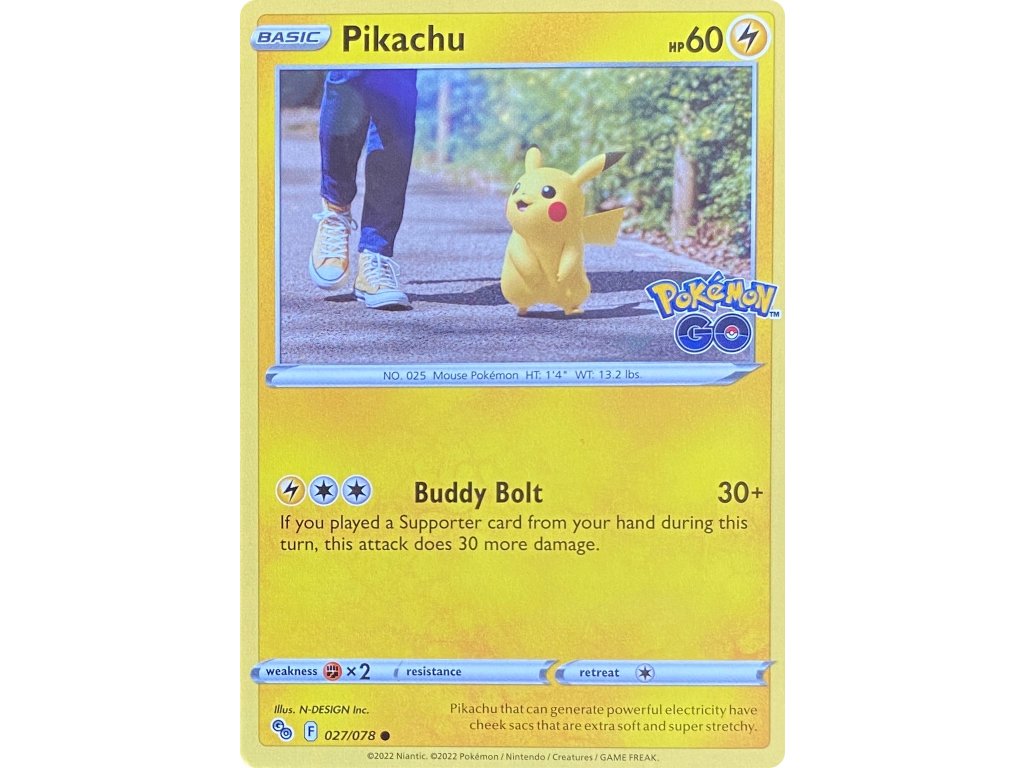 BASIC Pikachu HP60
POKéMON™
GO
NO. 025 Mouse Pokémon HT: 1'4" WT: 13.2 lbs.
Buddy Bolt 30+
If you played a Supporter card from your hand during this
turn, this attack does 30 more damage.
weakness ×2 resistance retreat
Illus. N-DESIGN Inc.
Pikachu that can generate powerful electricity have
cheek sacs that are extra soft and super stretchy.
GO F 027/078
©2022 Niantic. ©2022 Pokémon / Nintendo / Creatures / GAME FREAK.